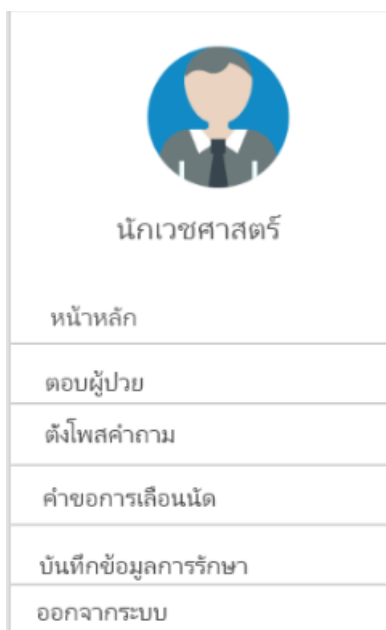 นักเวชศาสตร์
หน้าหลัก
ตอบผู้ปวย
ตังโพสคำถาม
คำขอการเลือนนัด
บันทึกข้อมูลการรักษา
ออกจากระบบ